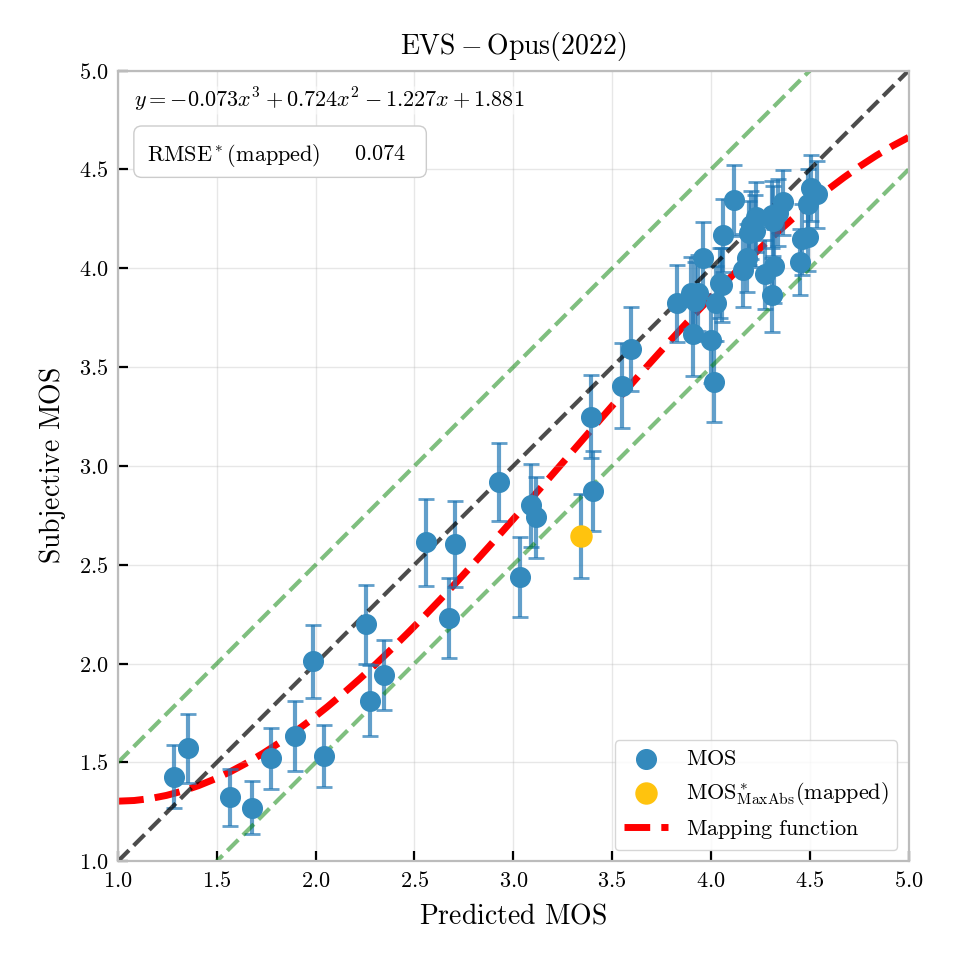 EVS – Opus(2022)
y = −0.073x³ + 0.724x² − 1.227x + 1.881
RMSE*(mapped) 0.074
Subjective MOS
5.0
4.5
4.0
3.5
3.0
2.5
2.0
1.5
1.0
MOS
MOS*MaxAbs(mapped)
Mapping function
1.0 1.5 2.0 2.5 3.0 3.5 4.0 4.5 5.0
Predicted MOS